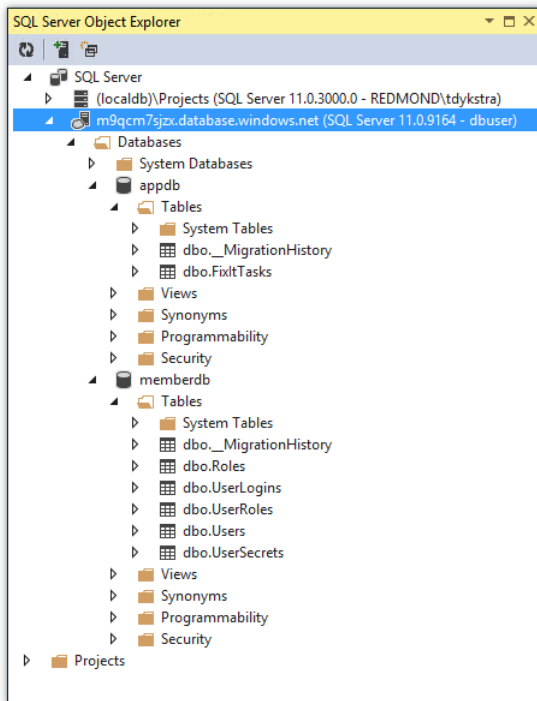 SQL Server Object Explorer
SQL Server
(localdb)\Projects (SQL Server 11.0.3000.0 - REDMOND\tdykstra)
m9qcm7sjzx.database.windows.net (SQL Server 11.0.9164 - dbuser)
Databases
System Databases
appdb
Tables
System Tables
dbo.__MigrationHistory
dbo.FixItTasks
Views
Synonyms
Programmability
Security
memberdb
Tables
System Tables
dbo.__MigrationHistory
dbo.Roles
dbo.UserLogins
dbo.UserRoles
dbo.Users
dbo.UserSecrets
Views
Synonyms
Programmability
Security
Projects